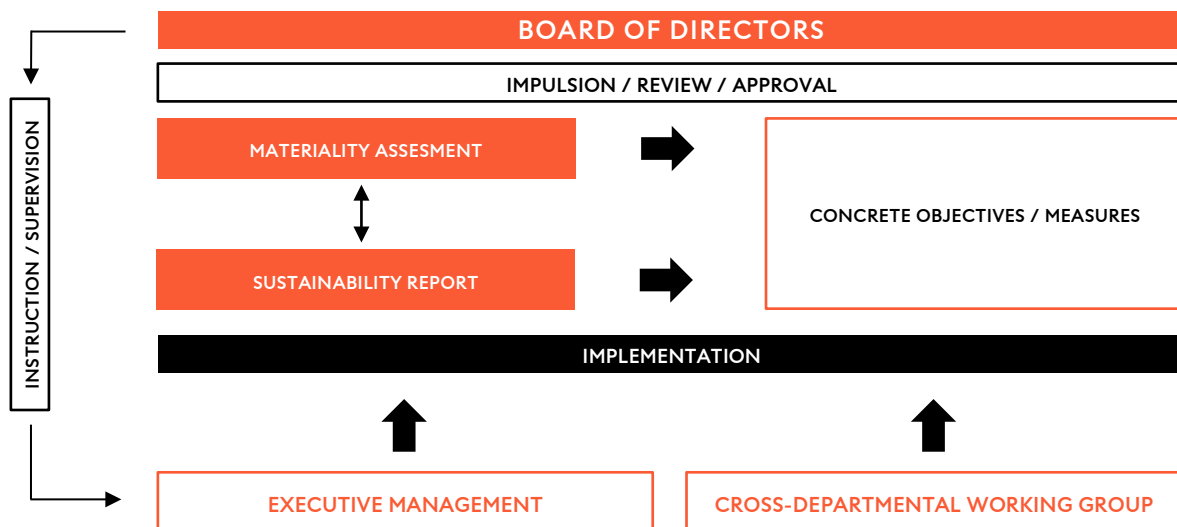 BOARD OF DIRECTORS
IMPULSION / REVIEW / APPROVAL
INSTRUCTION / SUPERVISION
MATERIALITY ASSESMENT
CONCRETE OBJECTIVES / MEASURES
SUSTAINABILITY REPORT
IMPLEMENTATION
EXECUTIVE MANAGEMENT
CROSS-DEPARTMENTAL WORKING GROUP